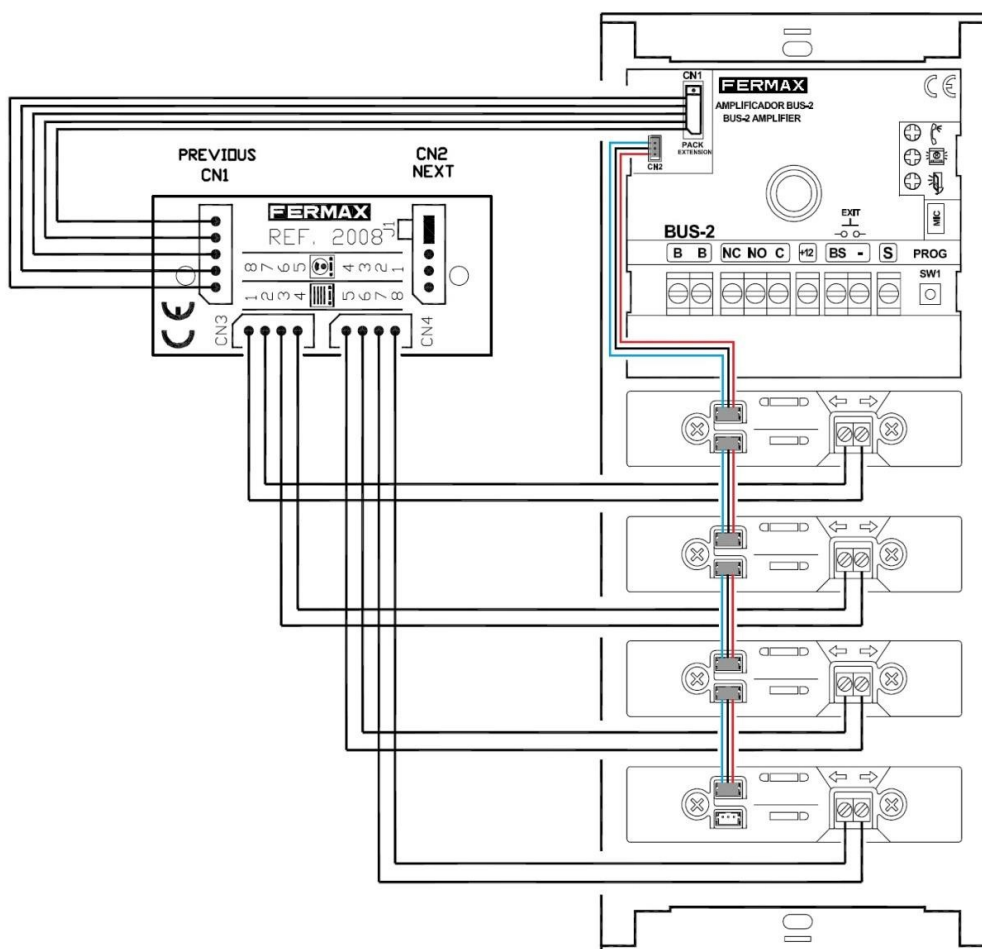 CN1
FERMAX
CE
AMPLIFICADOR BUS-2
BUS-2 AMPLIFIER
PACK
EXTENSION
CN2
MIC
EXIT
BUS-2
B B NC NO C +12 BS - S PROG
SW1
PREVIOUS
CN1
CN2
NEXT
FERMAX
J1
REF. 2008
8 7 6 5 4 3 2 1
1 2 3 4 5 6 7 8
CE
CN3
CN4